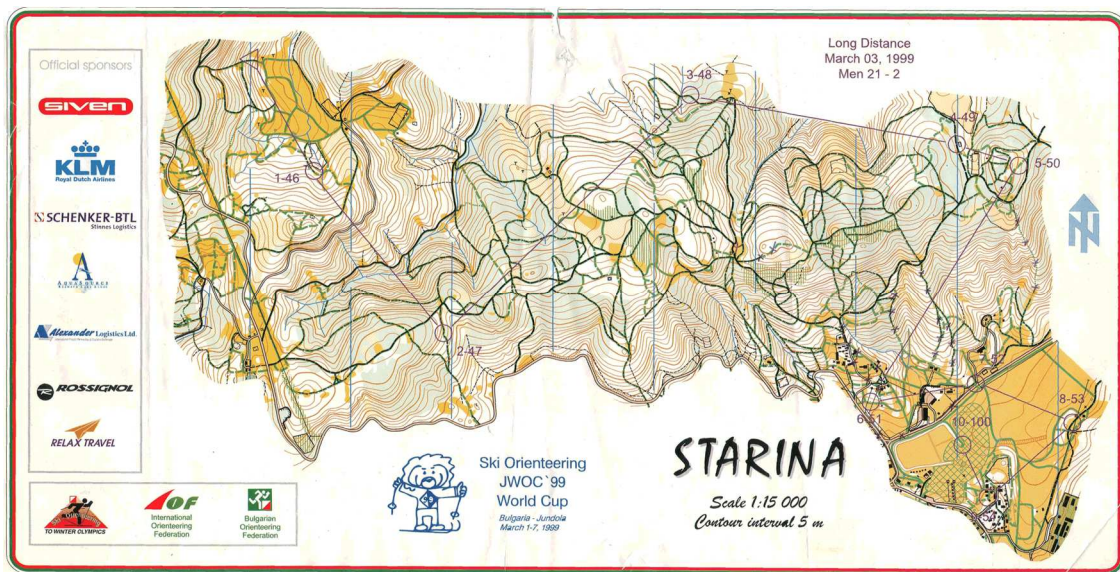 Official sponsors
SIVEN
KLM
Royal Dutch Airlines
SCHENKER-BTL
Stinnes Logistics
A
Alexander Logistics Ltd.
ROSSIGNOL
RELAX TRAVEL
TO WINTER OLYMPICS
IOF
International
Orienteering
Federation
Bulgarian
Orienteering
Federation
Long Distance
March 03, 1999
Men 21 - 2
1-46
2-47
3-48
4-49
5-50
8-53
10-100
N
STARINA
Scale 1:15 000
Contour interval 5 m
Ski Orienteering
JWOC`99
World Cup
Bulgaria - Jundola
March 1-7, 1999